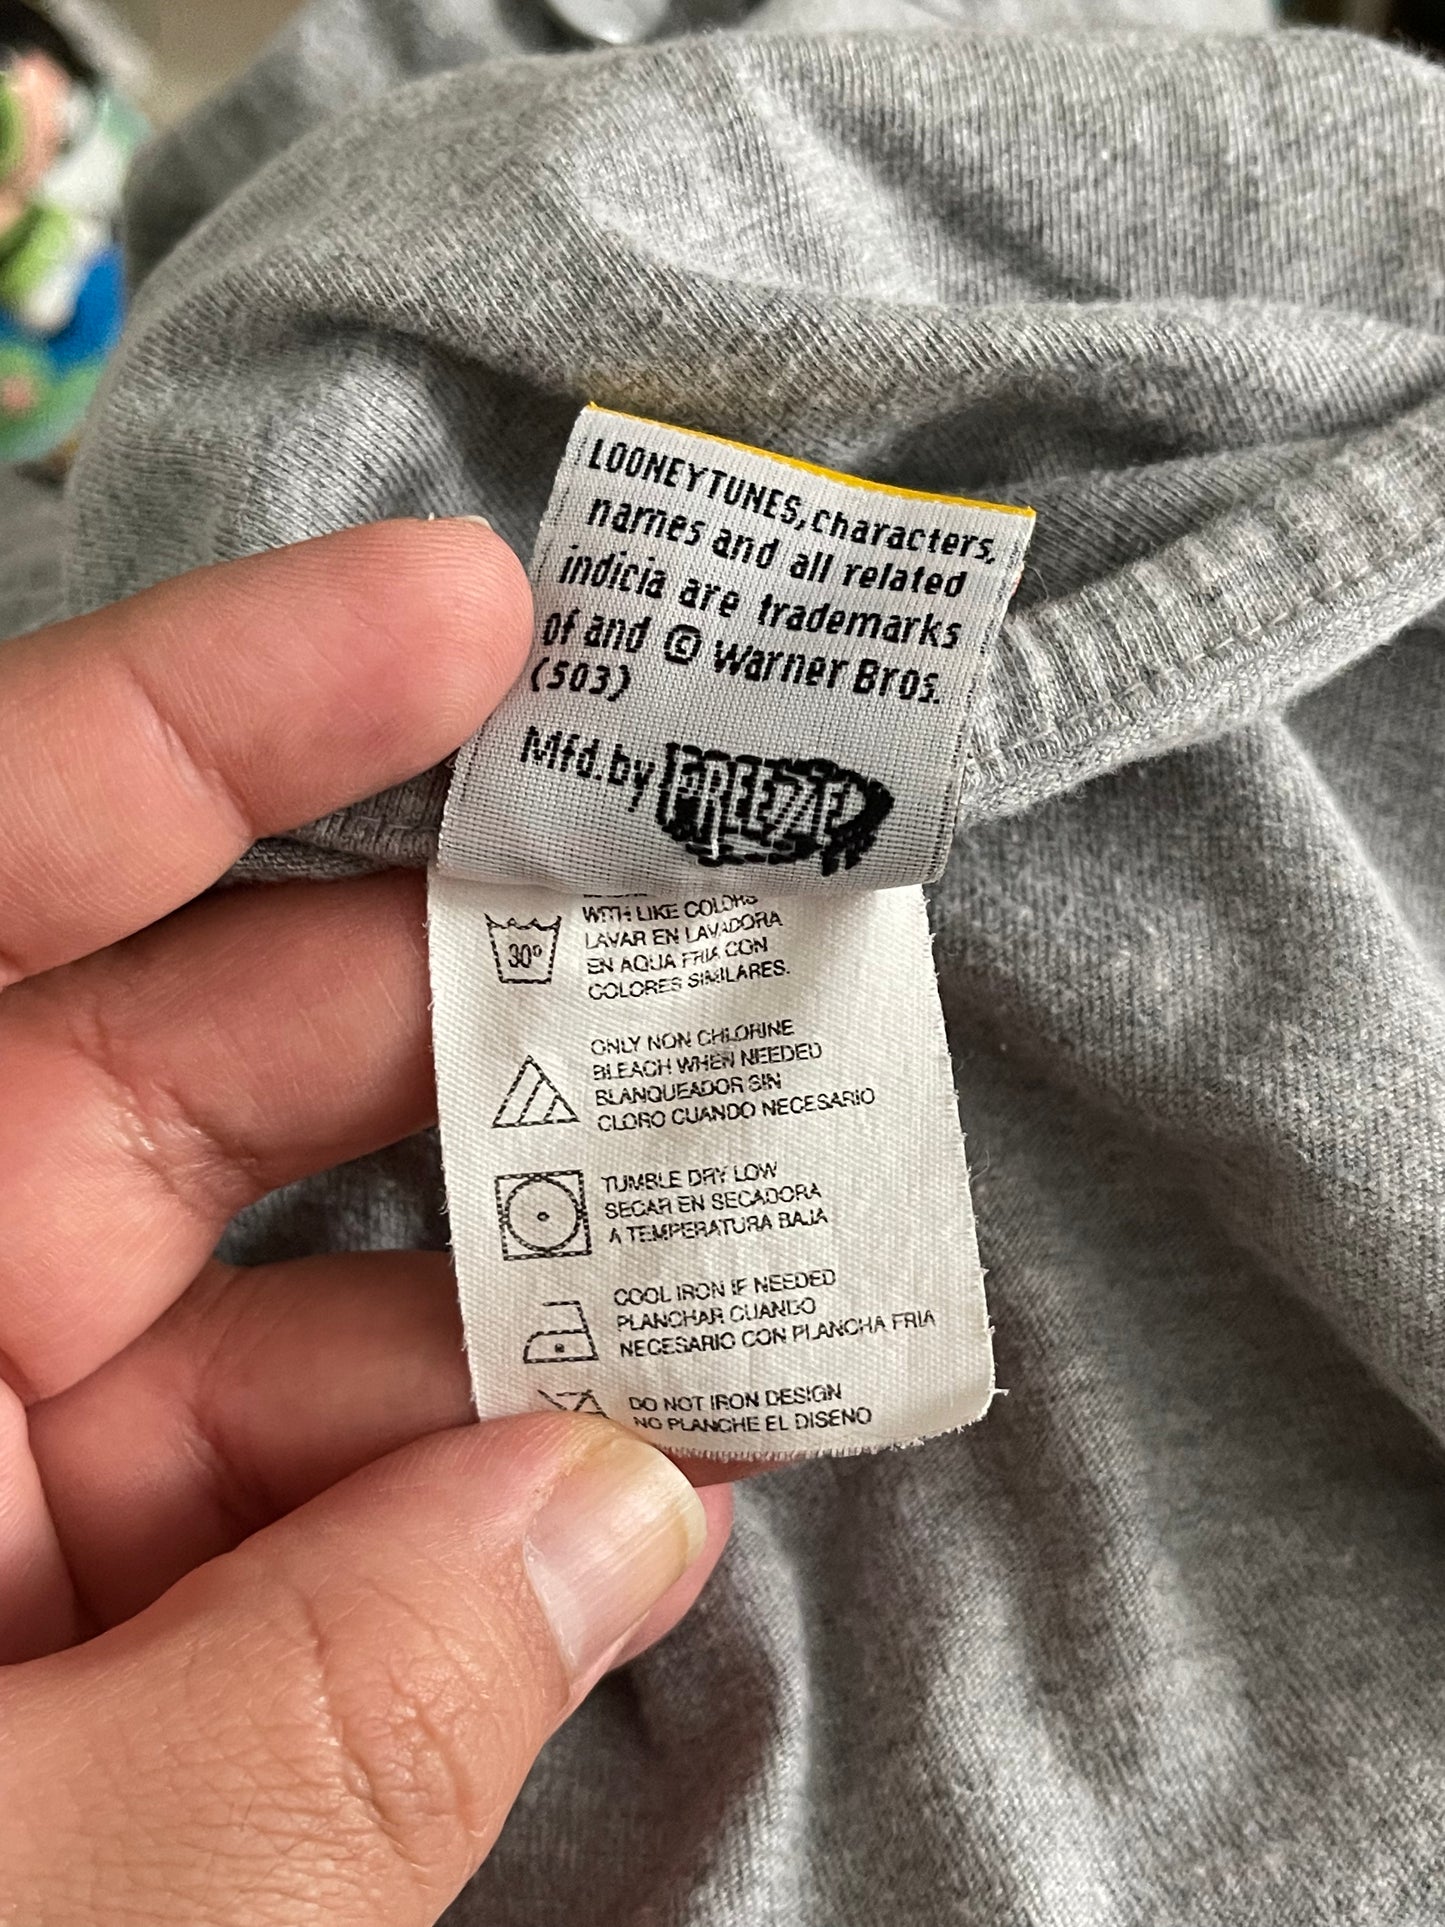 LOONEY TUNES, characters,
names and all related
indicia are trademarks
of and © Warner Bros.
(503)
Mfd. by FREEZE
WITH LIKE COLORS
LAVAR EN LAVADORA
EN AQUA FRIA CON
COLORES SIMILARES.
30°
ONLY NON CHLORINE
BLEACH WHEN NEEDED
BLANQUEADOR SIN
CLORO CUANDO NECESARIO
TUMBLE DRY LOW
SECAR EN SECADORA
A TEMPERATURA BAJA
COOL IRON IF NEEDED
PLANCHAR CUANDO
NECESARIO CON PLANCHA FRIA
DO NOT IRON DESIGN
NO PLANCHE EL DISENO